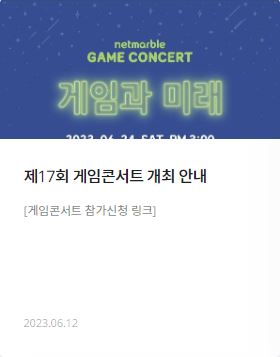 netmarble
GAME CONCERT
게임과 미래
2023. 06. 24. SAT. PM 3:00
제17회 게임콘서트 개최 안내
[게임콘서트 참가신청 링크]
2023.06.12